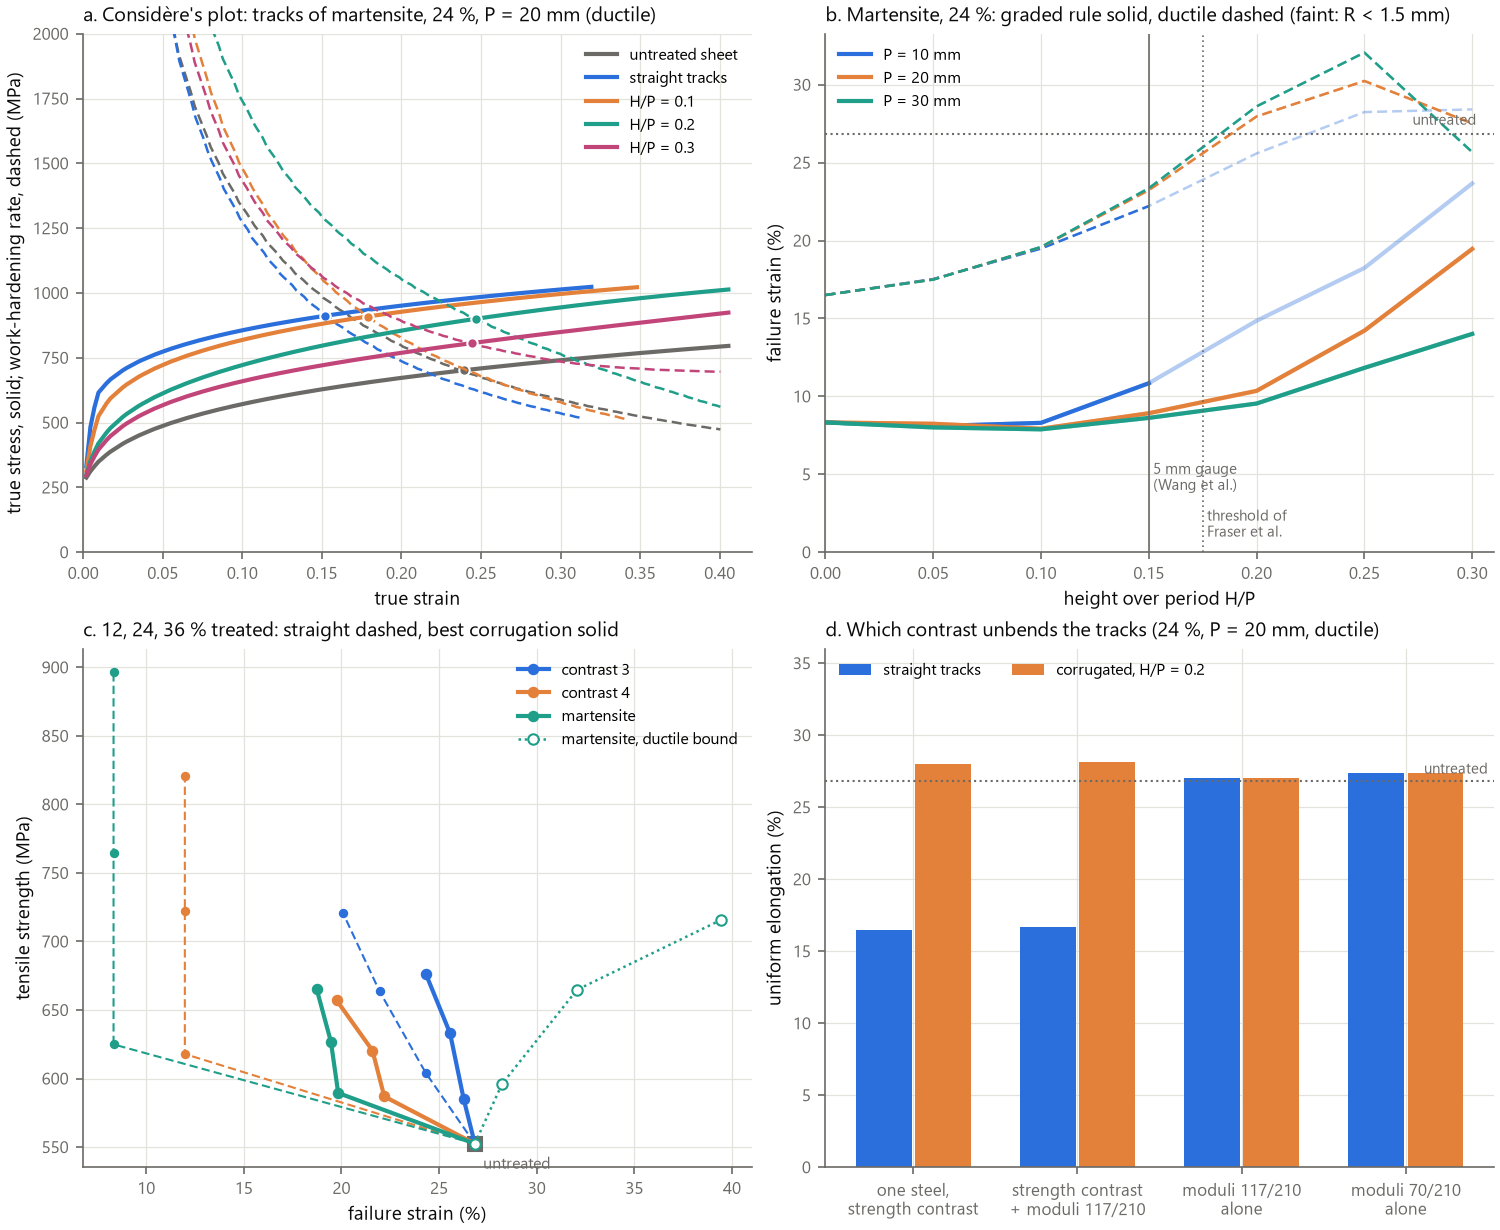 a. Considère's plot: tracks of martensite, 24 %, P = 20 mm (ductile)
true stress, solid; work-hardening rate, dashed (MPa)
2000
1750
1500
1250
1000
750
500
250
0
untreated sheet
straight tracks
H/P = 0.1
H/P = 0.2
H/P = 0.3
0.00
0.05
0.10
0.15
0.20
0.25
0.30
0.35
0.40
true strain
b. Martensite, 24 %: graded rule solid, ductile dashed (faint: R < 1.5 mm)
failure strain (%)
30
25
20
15
10
5
0
P = 10 mm
P = 20 mm
P = 30 mm
untreated
5 mm gauge
(Wang et al.)
threshold of
Fraser et al.
0.00
0.05
0.10
0.15
0.20
0.25
0.30
height over period H/P
c. 12, 24, 36 % treated: straight dashed, best corrugation solid
tensile strength (MPa)
900
850
800
750
700
650
600
550
contrast 3
contrast 4
martensite
martensite, ductile bound
untreated
10
15
20
25
30
35
40
failure strain (%)
d. Which contrast unbends the tracks (24 %, P = 20 mm, ductile)
uniform elongation (%)
35
30
25
20
15
10
5
0
straight tracks
corrugated, H/P = 0.2
untreated
one steel,
strength contrast
strength contrast
+ moduli 117/210
moduli 117/210
alone
moduli 70/210
alone